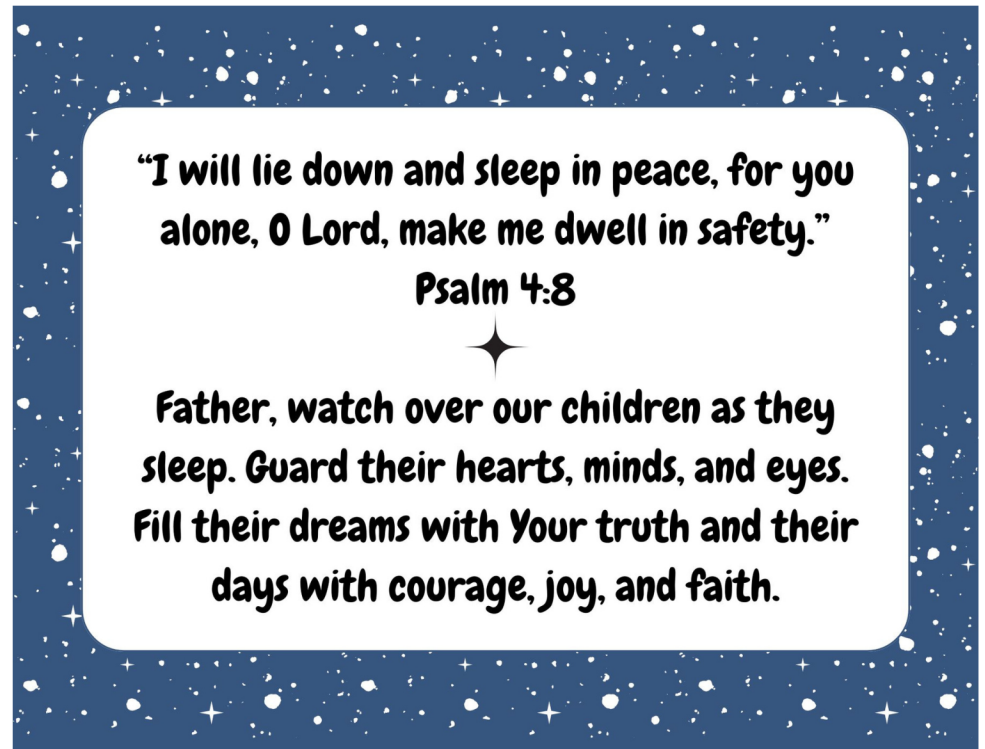 “I will lie down and sleep in peace, for you
alone, O Lord, make me dwell in safety.”
Psalm 4:8
Father, watch over our children as they
sleep. Guard their hearts, minds, and eyes.
Fill their dreams with Your truth and their
days with courage, joy, and faith.